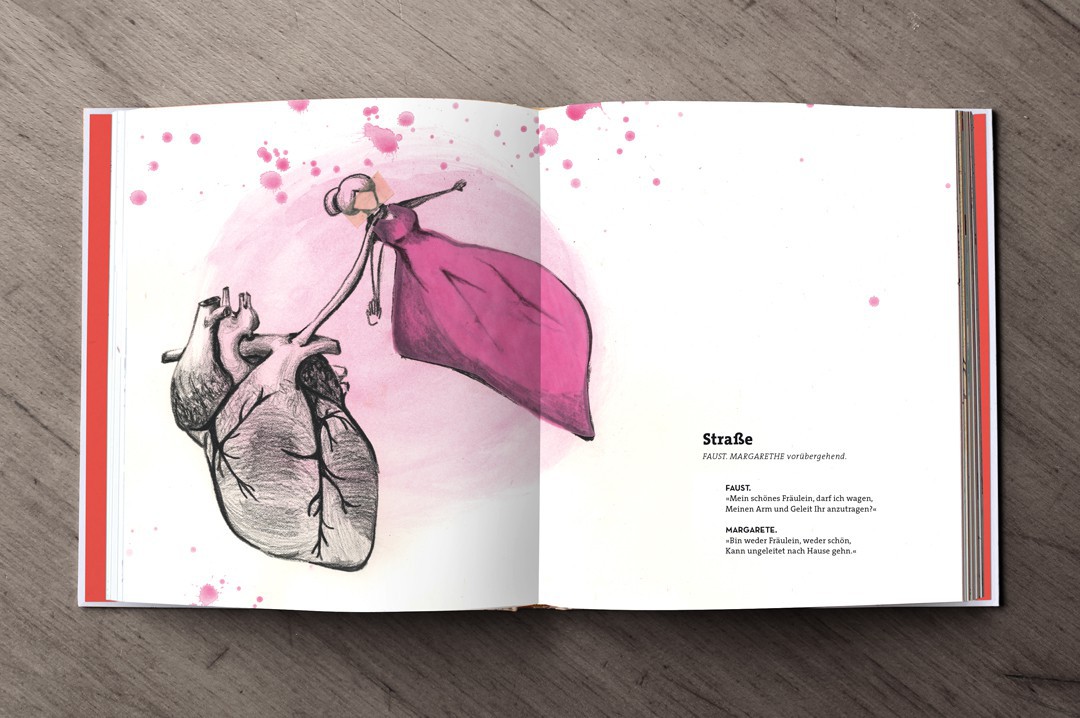 Straße
FAUST. MARGARETHE vorübergehend.
FAUST.
»Mein schönes Fräulein, darf ich wagen,
Meinen Arm und Geleit Ihr anzutragen?«
MARGARETE.
»Bin weder Fräulein, weder schön,
Kann ungeleitet nach Hause gehn.«